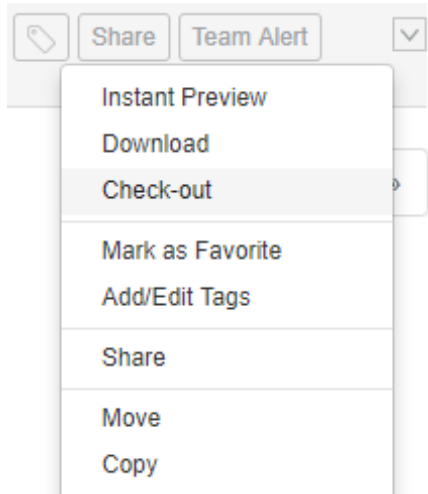 Share Team Alert
Instant Preview
Download
Check-out
Mark as Favorite
Add/Edit Tags
Share
Move
Copy